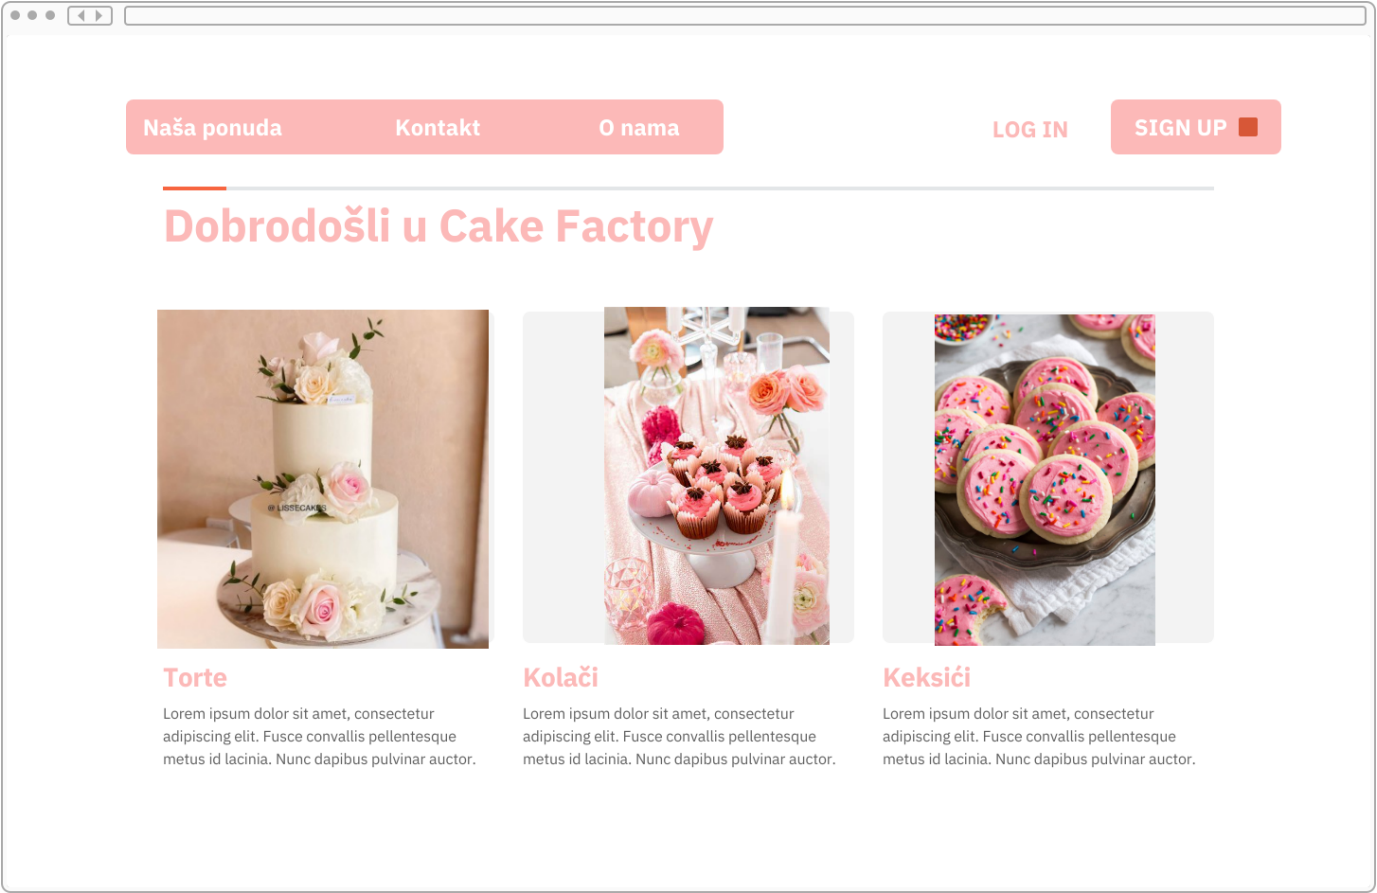 Naša ponuda Kontakt O nama LOG IN SIGN UP
Dobrodošli u Cake Factory
@ LISSECAKES
Torte
Lorem ipsum dolor sit amet, consectetur
adipiscing elit. Fusce convallis pellentesque
metus id lacinia. Nunc dapibus pulvinar auctor.
Kolači
Lorem ipsum dolor sit amet, consectetur
adipiscing elit. Fusce convallis pellentesque
metus id lacinia. Nunc dapibus pulvinar auctor.
Keksići
Lorem ipsum dolor sit amet, consectetur
adipiscing elit. Fusce convallis pellentesque
metus id lacinia. Nunc dapibus pulvinar auctor.